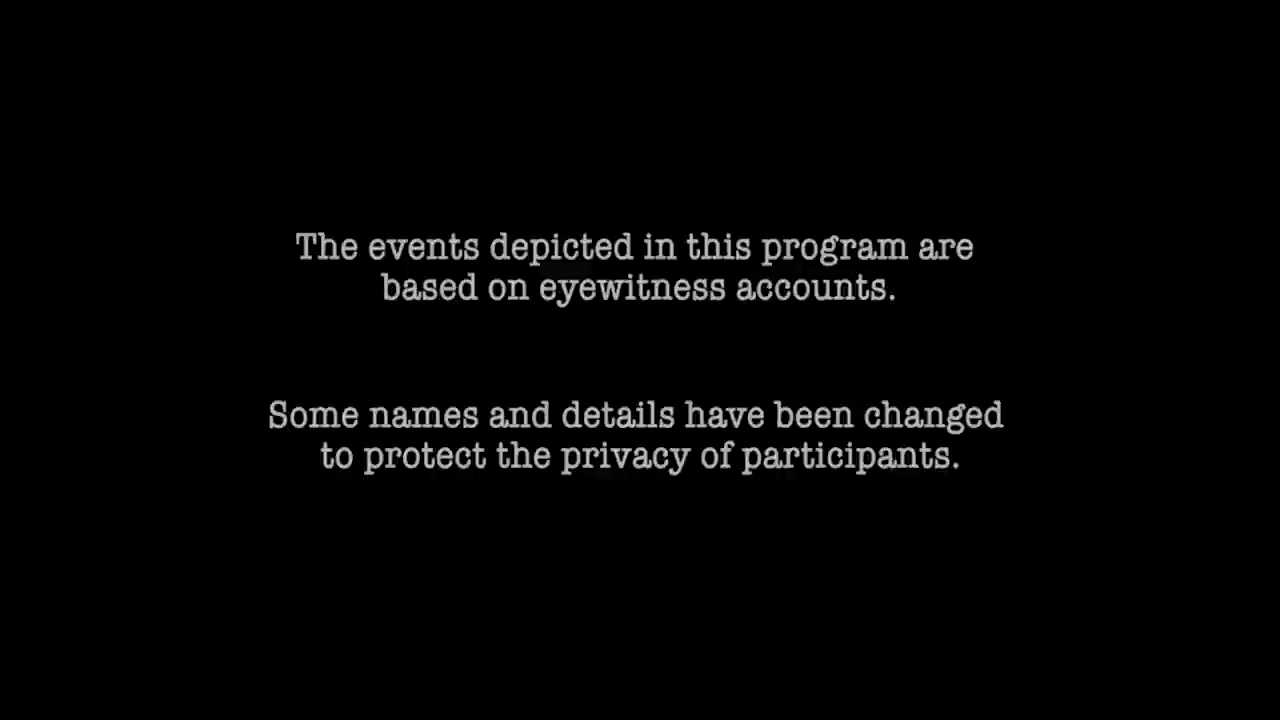 The events depicted in this program are
based on eyewitness accounts.
Some names and details have been changed
to protect the privacy of participants.